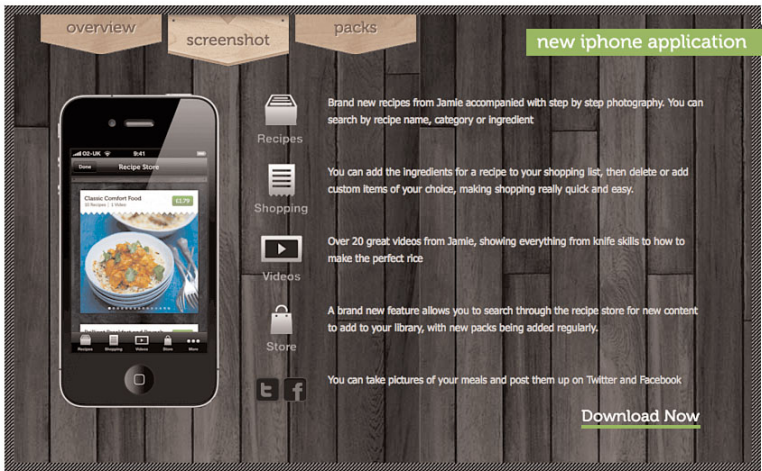 overview
screenshot
packs
new iphone application
O2-UK
9:41
Done
Recipe Store
Classic Comfort Food
10 Recipes | 1 Video
£1.79
Recipes
Shopping
Videos
Store
More
Recipes
Brand new recipes from Jamie accompanied with step by step photography. You can
search by recipe name, category or ingredient
Shopping
You can add the ingredients for a recipe to your shopping list, then delete or add
custom items of your choice, making shopping really quick and easy.
Videos
Over 20 great videos from Jamie, showing everything from knife skills to how to
make the perfect rice
Store
A brand new feature allows you to search through the recipe store for new content
to add to your library, with new packs being added regularly.
t f
You can take pictures of your meals and post them up on Twitter and Facebook
Download Now